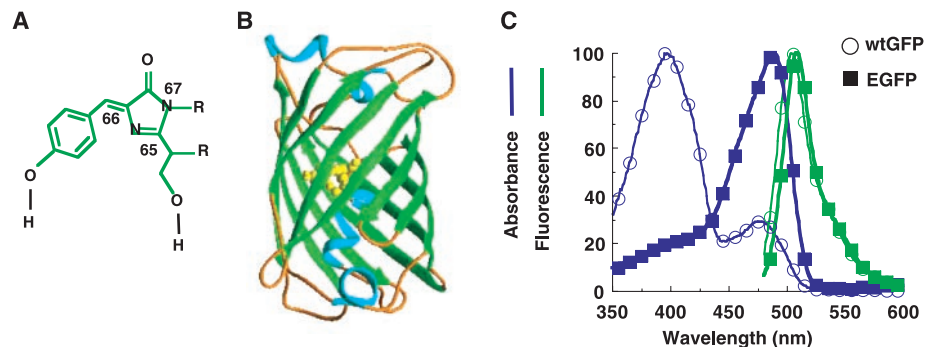 A
O
67
N
R
66
N
65
R
O
H
O
H
B
C
Absorbance
Fluorescence
100
80
60
40
20
0
350 400 450 500 550 600
Wavelength (nm)
wtGFP
EGFP